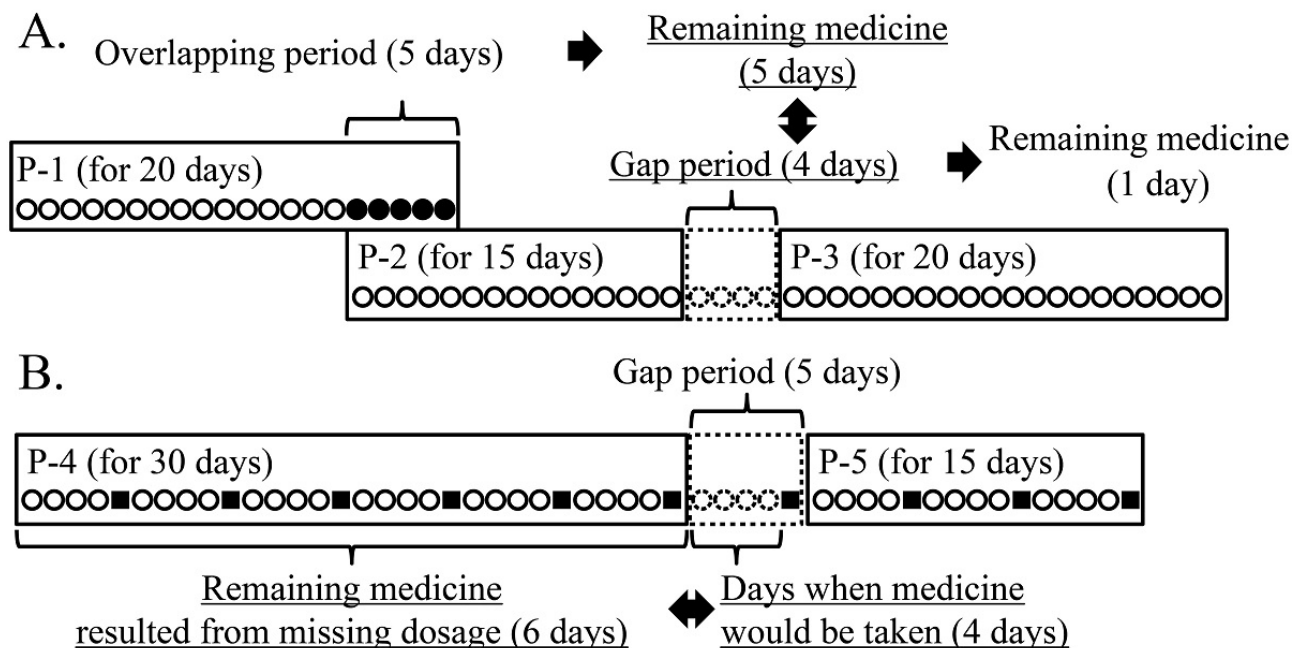 A.
Overlapping period (5 days)
Remaining medicine
(5 days)
Gap period (4 days)
Remaining medicine
(1 day)
P-1 (for 20 days)
P-2 (for 15 days)
P-3 (for 20 days)
B.
Gap period (5 days)
P-4 (for 30 days)
P-5 (for 15 days)
Remaining medicine
resulted from missing dosage (6 days)
Days when medicine
would be taken (4 days)